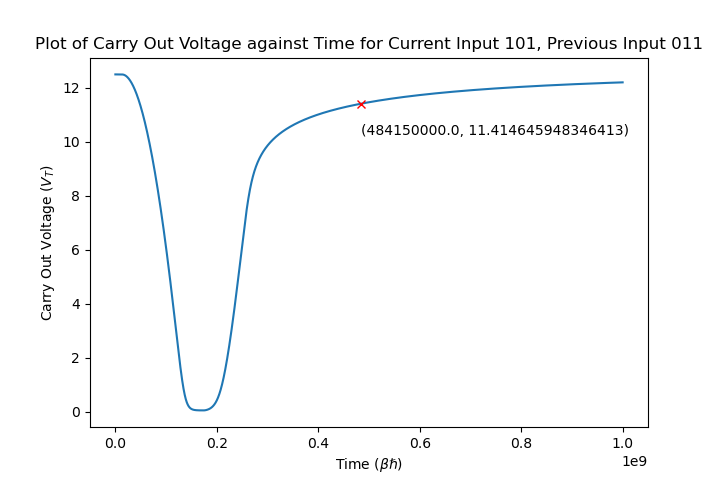 Plot of Carry Out Voltage against Time for Current Input 101, Previous Input 011
12
10
8
6
4
2
0
Carry Out Voltage (V_T)
(484150000.0, 11.414645948346413)
0.0 0.2 0.4 0.6 0.8 1.0
1e9
Time (βħ)